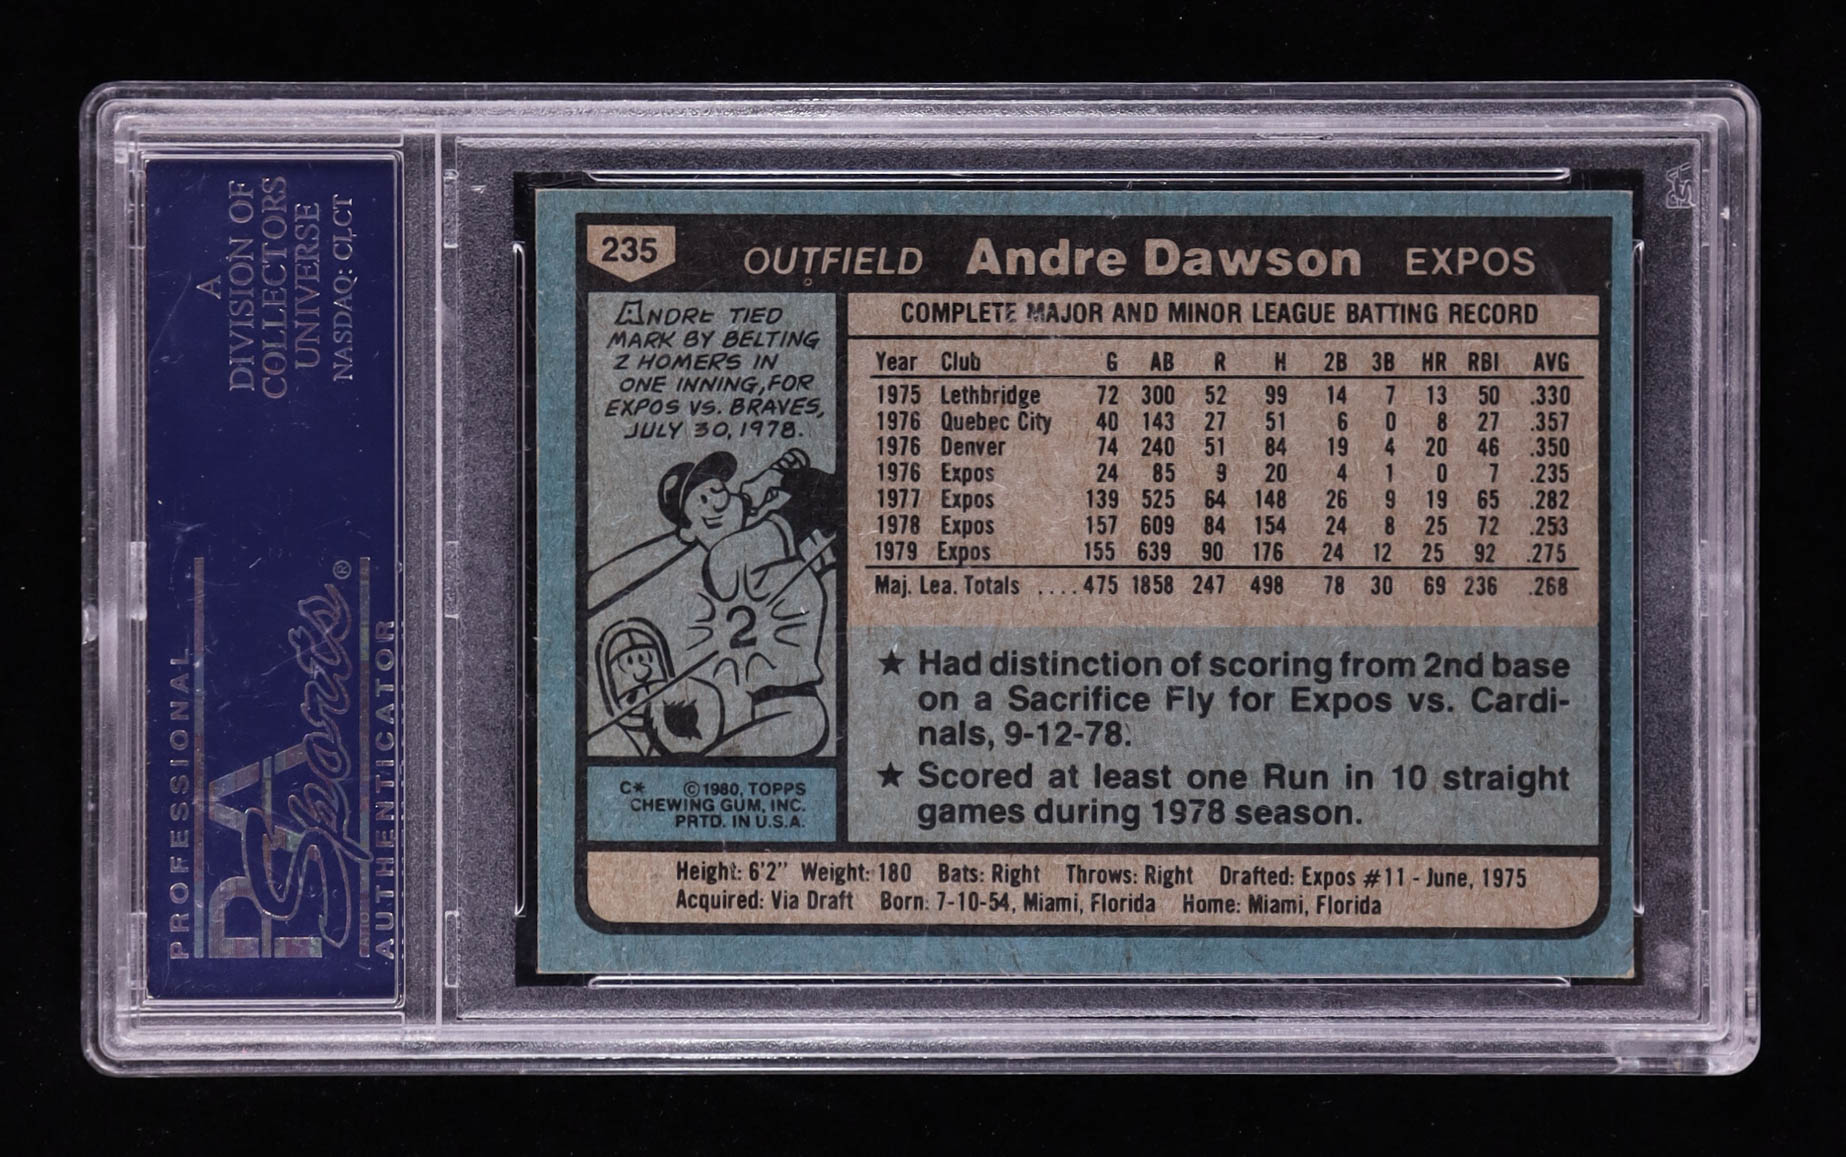 A
DIVISION OF
COLLECTORS
UNIVERSE
NASDAQ: CLCT
PROFESSIONAL
PSA
Sports®
AUTHENTICATOR
PSA
235 OUTFIELD Andre Dawson EXPOS
ANDRE TIED
MARK BY BELTING
2 HOMERS IN
ONE INNING, FOR
EXPOS VS. BRAVES,
JULY 30, 1978.
2
C* ©1980, TOPPS
CHEWING GUM, INC.
PRTD. IN U.S.A.
COMPLETE MAJOR AND MINOR LEAGUE BATTING RECORD
Year Club G AB R H 2B 3B HR RBI AVG
1975 Lethbridge 72 300 52 99 14 7 13 50 .330
1976 Quebec City 40 143 27 51 6 0 8 27 .357
1976 Denver 74 240 51 84 19 4 20 46 .350
1976 Expos 24 85 9 20 4 1 0 7 .235
1977 Expos 139 525 64 148 26 9 19 65 .282
1978 Expos 157 609 84 154 24 8 25 72 .253
1979 Expos 155 639 90 176 24 12 25 92 .275
Maj. Lea. Totals ....475 1858 247 498 78 30 69 236 .268
★ Had distinction of scoring from 2nd base
on a Sacrifice Fly for Expos vs. Cardi-
nals, 9-12-78.
★ Scored at least one Run in 10 straight
games during 1978 season.
Height: 6'2" Weight: 180 Bats: Right Throws: Right Drafted: Expos #11 - June, 1975
Acquired: Via Draft Born: 7-10-54, Miami, Florida Home: Miami, Florida